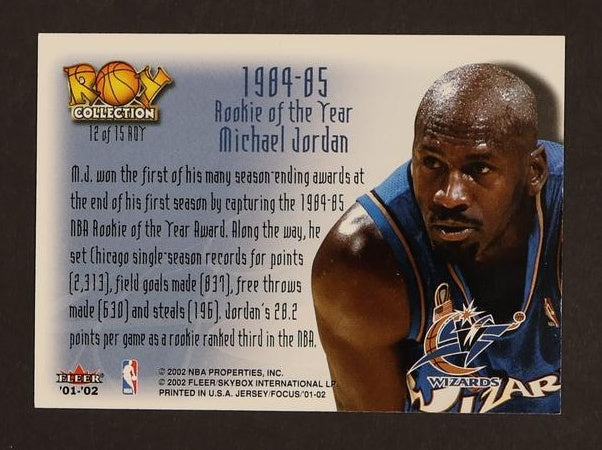 ROY
COLLECTION
12 of 15 ROY
1984-85
Rookie of the Year
Michael Jordan
M.J. won the first of his many season-ending awards at
the end of his first season by capturing the 1984-85
NBA Rookie of the Year Award. Along the way, he
set Chicago single-season records for points
(2,313), field goals made (837), free throws
made (630) and steals (196). Jordan's 28.2
points per game as a rookie ranked third in the NBA.
FLEER
'01-'02
© 2002 NBA PROPERTIES, INC.
© 2002 FLEER/SKYBOX INTERNATIONAL LP
PRINTED IN U.S.A. JERSEY/FOCUS/'01-02
WIZARDS
WIZAR